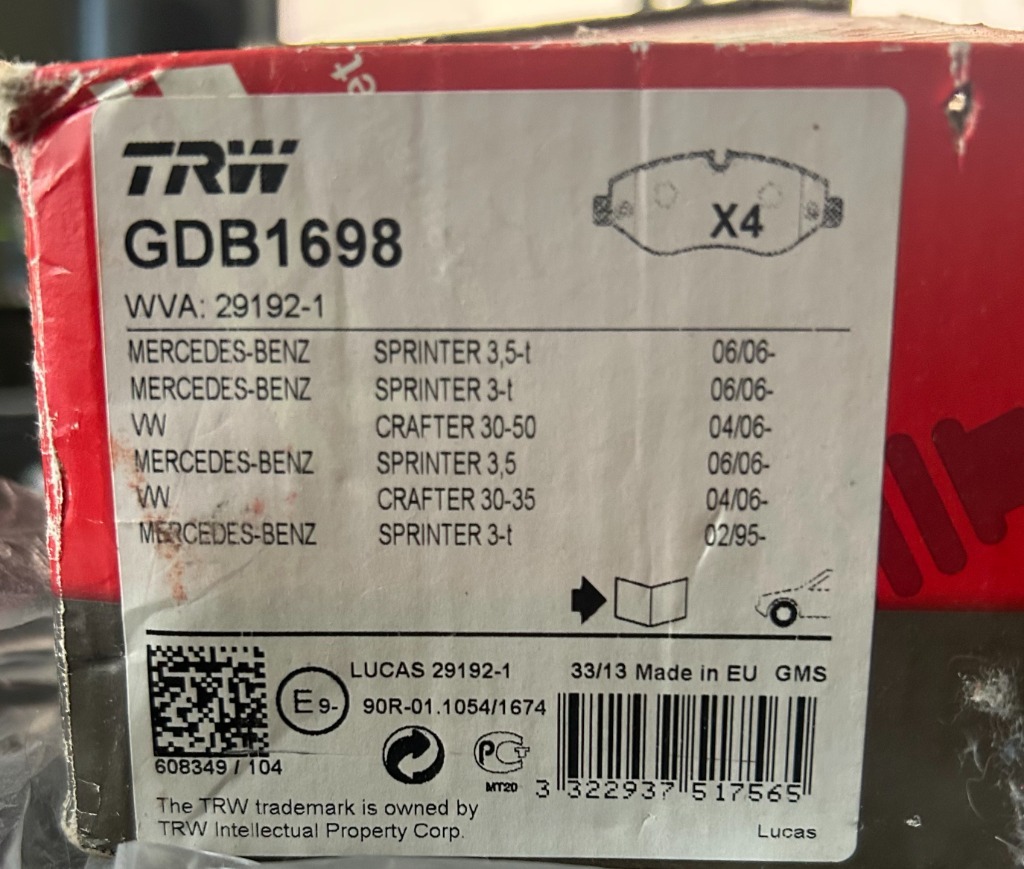 et
TRW
GDB1698
X4
WVA: 29192-1
MERCEDES-BENZ SPRINTER 3,5-t 06/06-
MERCEDES-BENZ SPRINTER 3-t 06/06-
VW CRAFTER 30-50 04/06-
MERCEDES-BENZ SPRINTER 3,5 06/06-
VW CRAFTER 30-35 04/06-
MERCEDES-BENZ SPRINTER 3-t 02/95-
LUCAS 29192-1 33/13 Made in EU GMS
E9- 90R-01.1054/1674
РСТ
MT20
608349 / 104
3 322937 517565
The TRW trademark is owned by
TRW Intellectual Property Corp.
Lucas